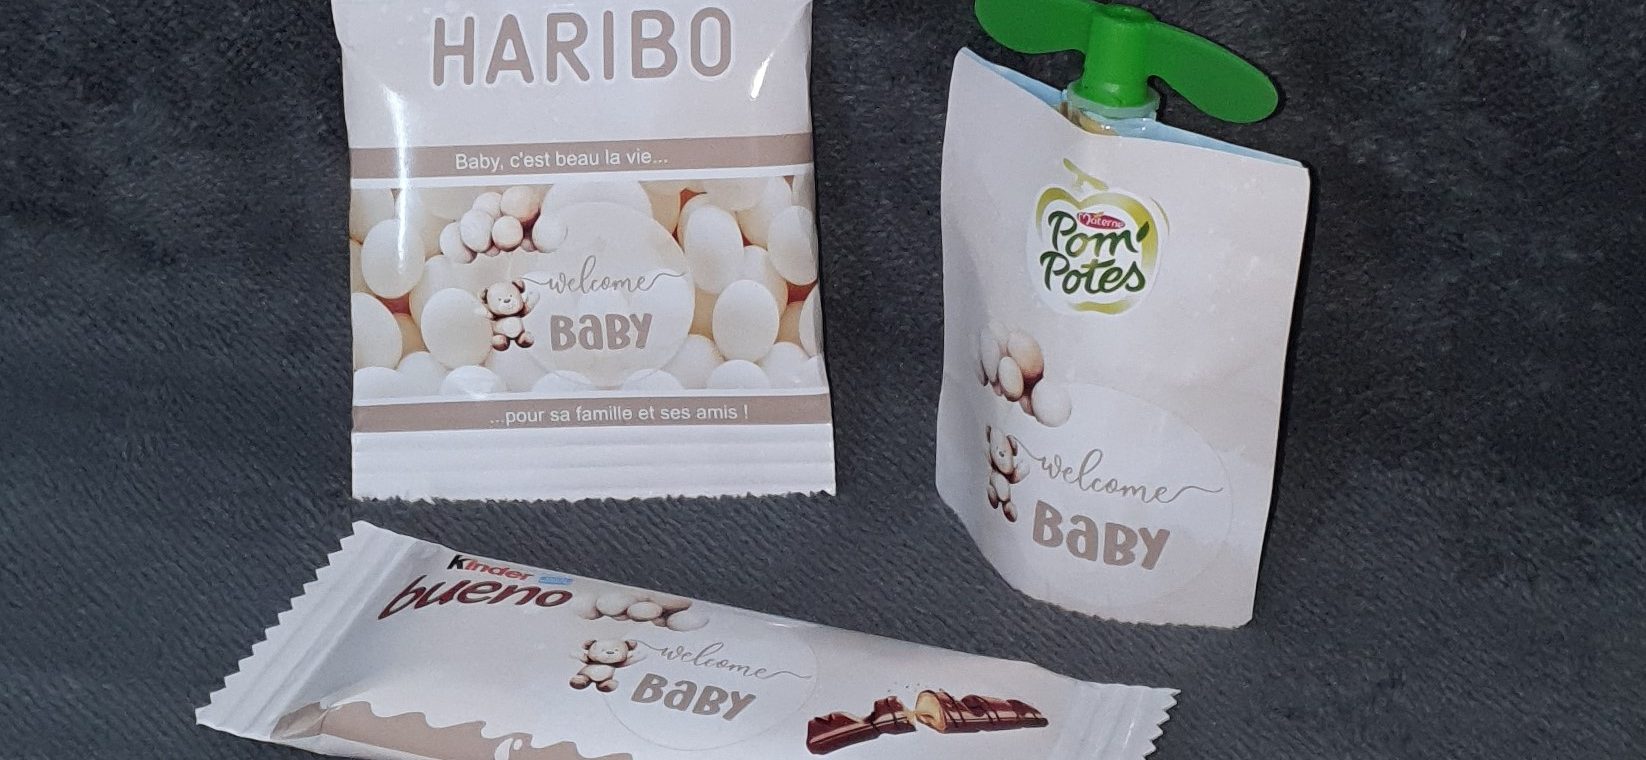 HARIBO
Baby, c'est beau la vie...
welcome
BaBY
...pour sa famille et ses amis !
Materne
Pom'
Potes
welcome
BaBY
Kinder
bueno
welcome
BaBY